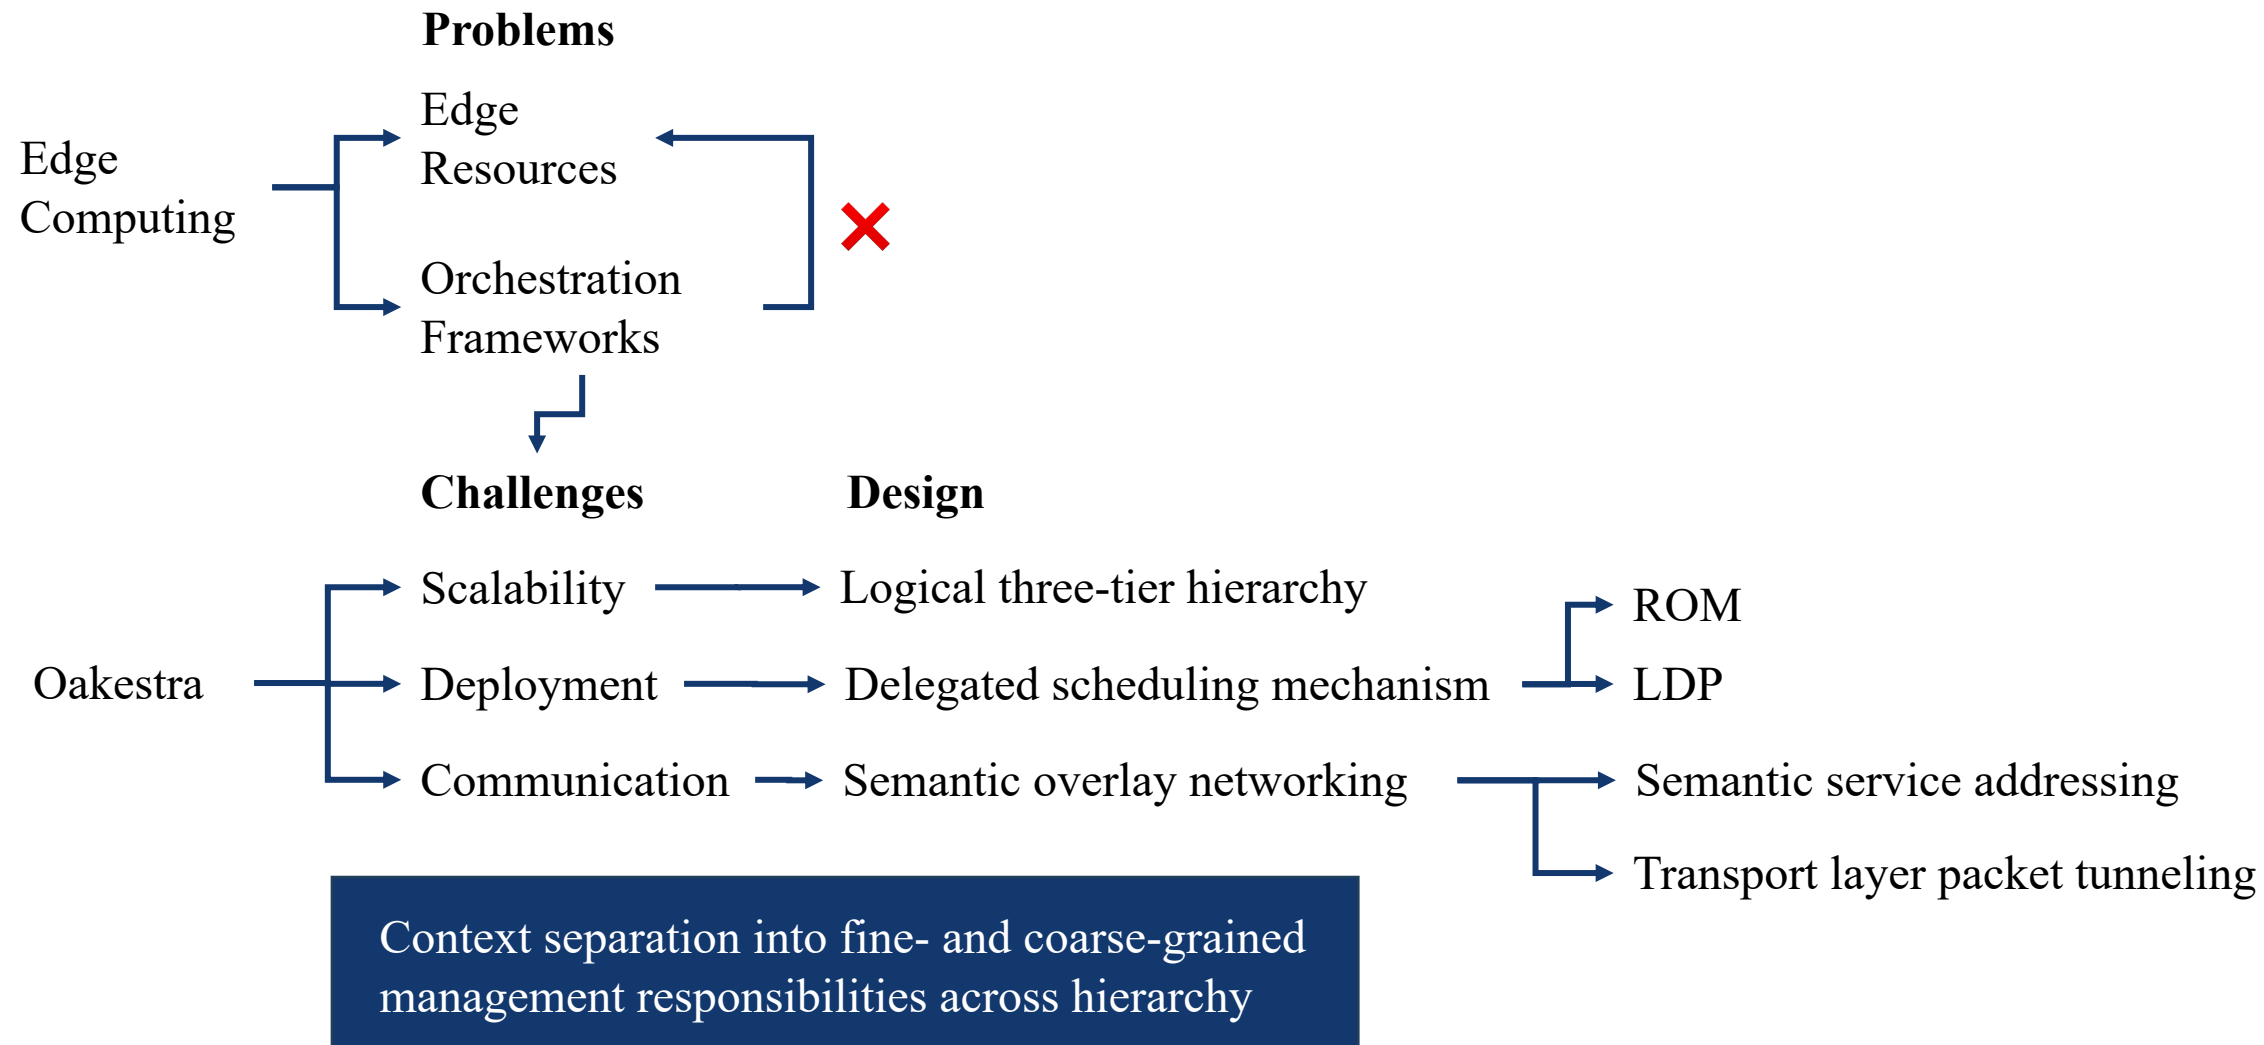 Problems
Edge
Resources
Edge
Computing
Orchestration
Frameworks
Challenges
Design
Scalability
Logical three-tier hierarchy
ROM
Oakestra
Deployment
Delegated scheduling mechanism
LDP
Communication
Semantic overlay networking
Semantic service addressing
Transport layer packet tunneling
Context separation into fine- and coarse-grained
management responsibilities across hierarchy